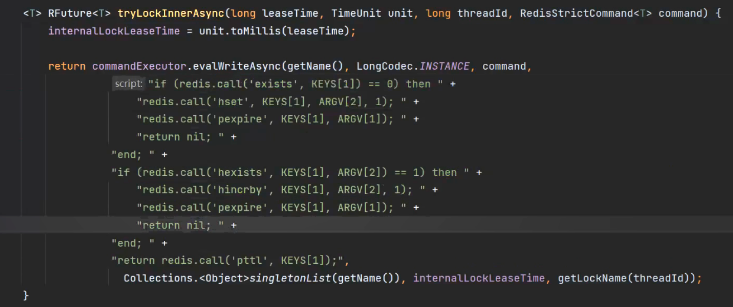 <T> RFuture<T> tryLockInnerAsync(long leaseTime, TimeUnit unit, long threadId, RedisStrictCommand<T> command) {
internalLockLeaseTime = unit.toMillis(leaseTime);
return commandExecutor.evalWriteAsync(getName(), LongCodec.INSTANCE, command,
script: "if (redis.call('exists', KEYS[1]) == 0) then " +
"redis.call('hset', KEYS[1], ARGV[2], 1); " +
"redis.call('pexpire', KEYS[1], ARGV[1]); " +
"return nil; " +
"end; " +
"if (redis.call('hexists', KEYS[1], ARGV[2]) == 1) then " +
"redis.call('hincrby', KEYS[1], ARGV[2], 1); " +
"redis.call('pexpire', KEYS[1], ARGV[1]); " +
"return nil; " +
"end; " +
"return redis.call('pttl', KEYS[1]);",
Collections.<Object>singletonList(getName()), internalLockLeaseTime, getLockName(threadId));
}